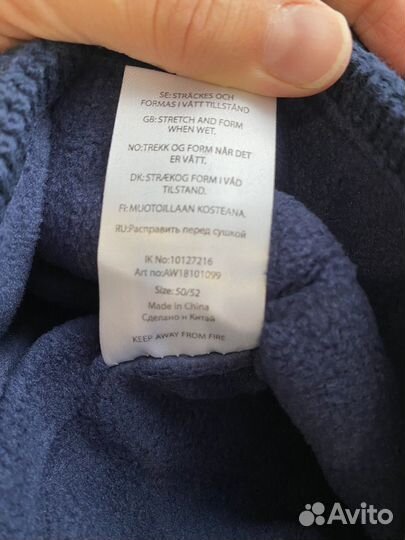 SE: STRÄCKES OCH
FORMAS I VÅTT TILLSTÅND
GB: STRETCH AND FORM
WHEN WET.
NO: TREKK OG FORM NÅR DET
ER VÅTT.
DK: STRÆKOG FORM I VÅD
TILSTAND.
FI: MUOTOILLAAN KOSTEANA.
RU:Расправить перед сушкой
IK No: 10127216
Art no:AW18101099
Size: 50/52
Made in China
Сделано в Китай
KEEP AWAY FROM FIRE
Avito